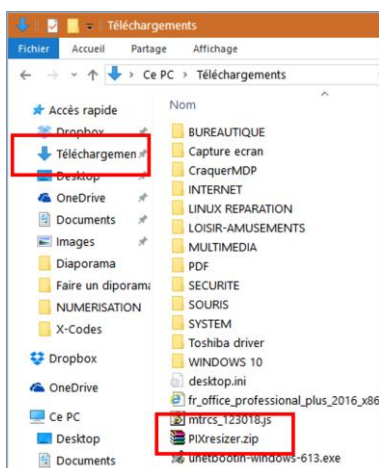 Téléchargements
Fichier Accueil Partage Affichage
Ce PC > Téléchargements
Nom
Accès rapide
Dropbox
Téléchargemen
Desktop
OneDrive
Documents
Images
Diaporama
Faire un diporama
NUMERISATION
X-Codes
Dropbox
OneDrive
Ce PC
Desktop
Documents
BUREAUTIQUE
Capture ecran
CraquerMDP
INTERNET
LINUX REPARATION
LOISIR-AMUSEMENTS
MULTIMEDIA
PDF
SECURITE
SOURIS
SYSTEM
Toshiba driver
WINDOWS 10
desktop.ini
fr_office_professional_plus_2016_x86
mtrcs_123018.js
PIXresizer.zip
unetbootin-windows-613.exe